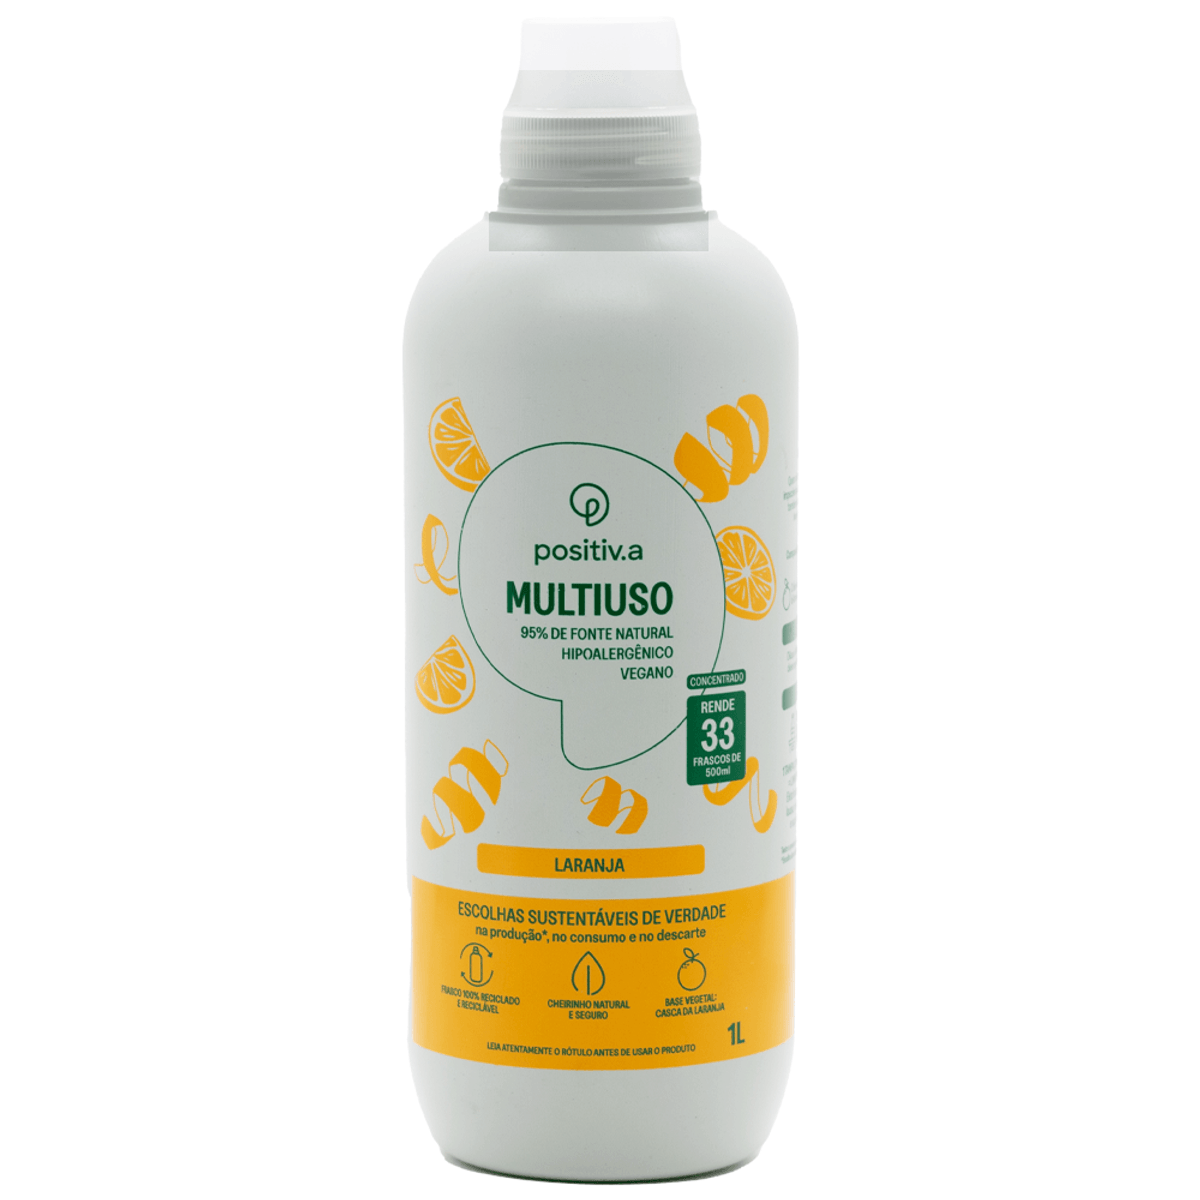 positiv.a
MULTIUSO
95% DE FONTE NATURAL
HIPOALERGÊNICO
VEGANO
CONCENTRADO
RENDE
33
FRASCOS DE
500ml
LARANJA
ESCOLHAS SUSTENTÁVEIS DE VERDADE
na produção*, no consumo e no descarte
FRASCO 100% RECICLADO
E RECICLÁVEL
CHEIRINHO NATURAL
E SEGURO
BASE VEGETAL:
CASCA DA LARANJA
1L
LEIA ATENTAMENTE O RÓTULO ANTES DE USAR O PRODUTO